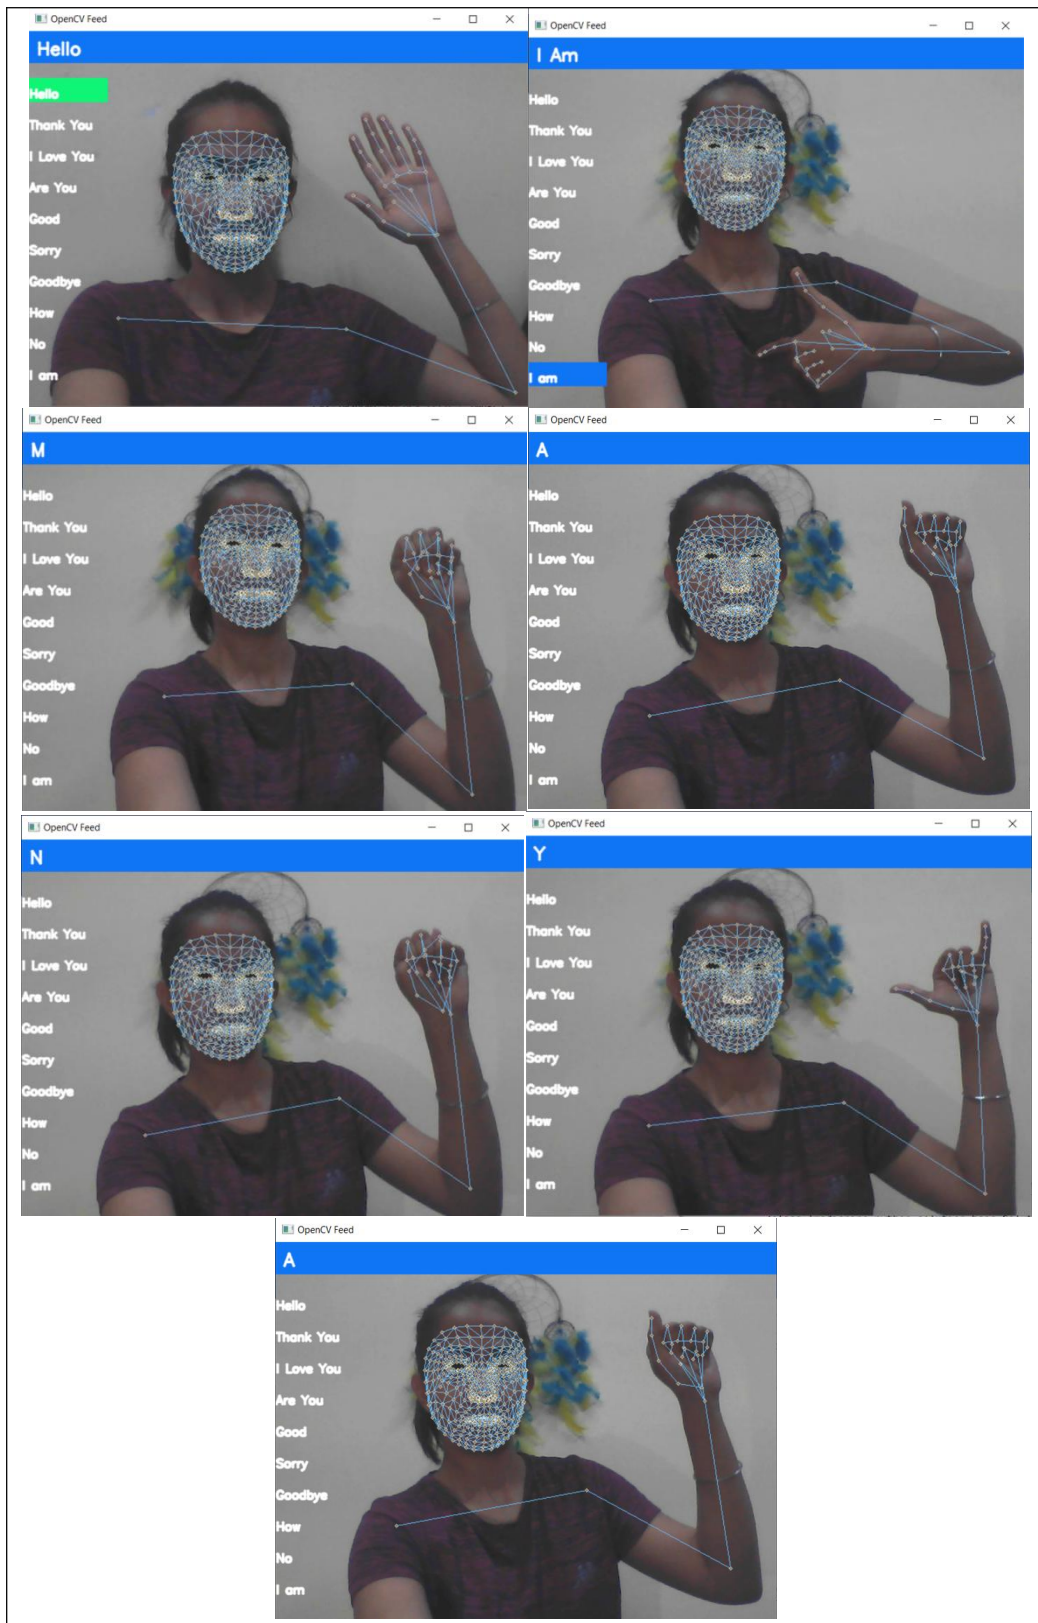 OpenCV Feed
Hello
Hello
Thank You
I Love You
Are You
Good
Sorry
Goodbye
How
No
I am
OpenCV Feed
I Am
Hello
Thank You
I Love You
Are You
Good
Sorry
Goodbye
How
No
I am
OpenCV Feed
M
Hello
Thank You
I Love You
Are You
Good
Sorry
Goodbye
How
No
I am
OpenCV Feed
A
Hello
Thank You
I Love You
Are You
Good
Sorry
Goodbye
How
No
I am
OpenCV Feed
N
Hello
Thank You
I Love You
Are You
Good
Sorry
Goodbye
How
No
I am
OpenCV Feed
Y
Hello
Thank You
I Love You
Are You
Good
Sorry
Goodbye
How
No
I am
OpenCV Feed
A
Hello
Thank You
I Love You
Are You
Good
Sorry
Goodbye
How
No
I am